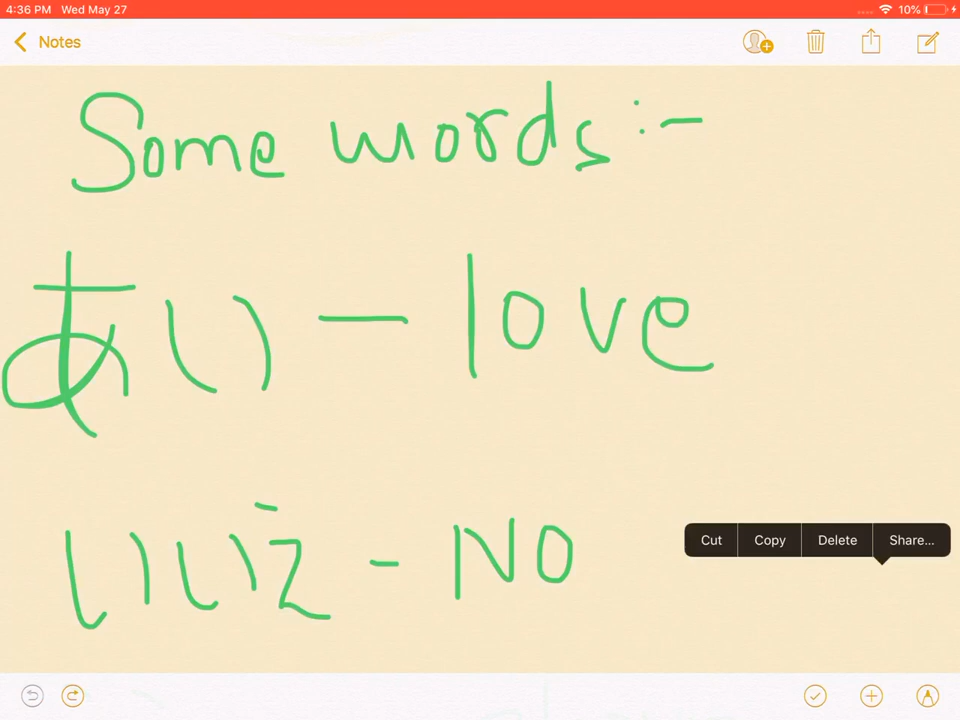 4:36 PM Wed May 27 10%
Notes
Some words :-
あい - love
いいえ - NO
Cut Copy Delete Share...